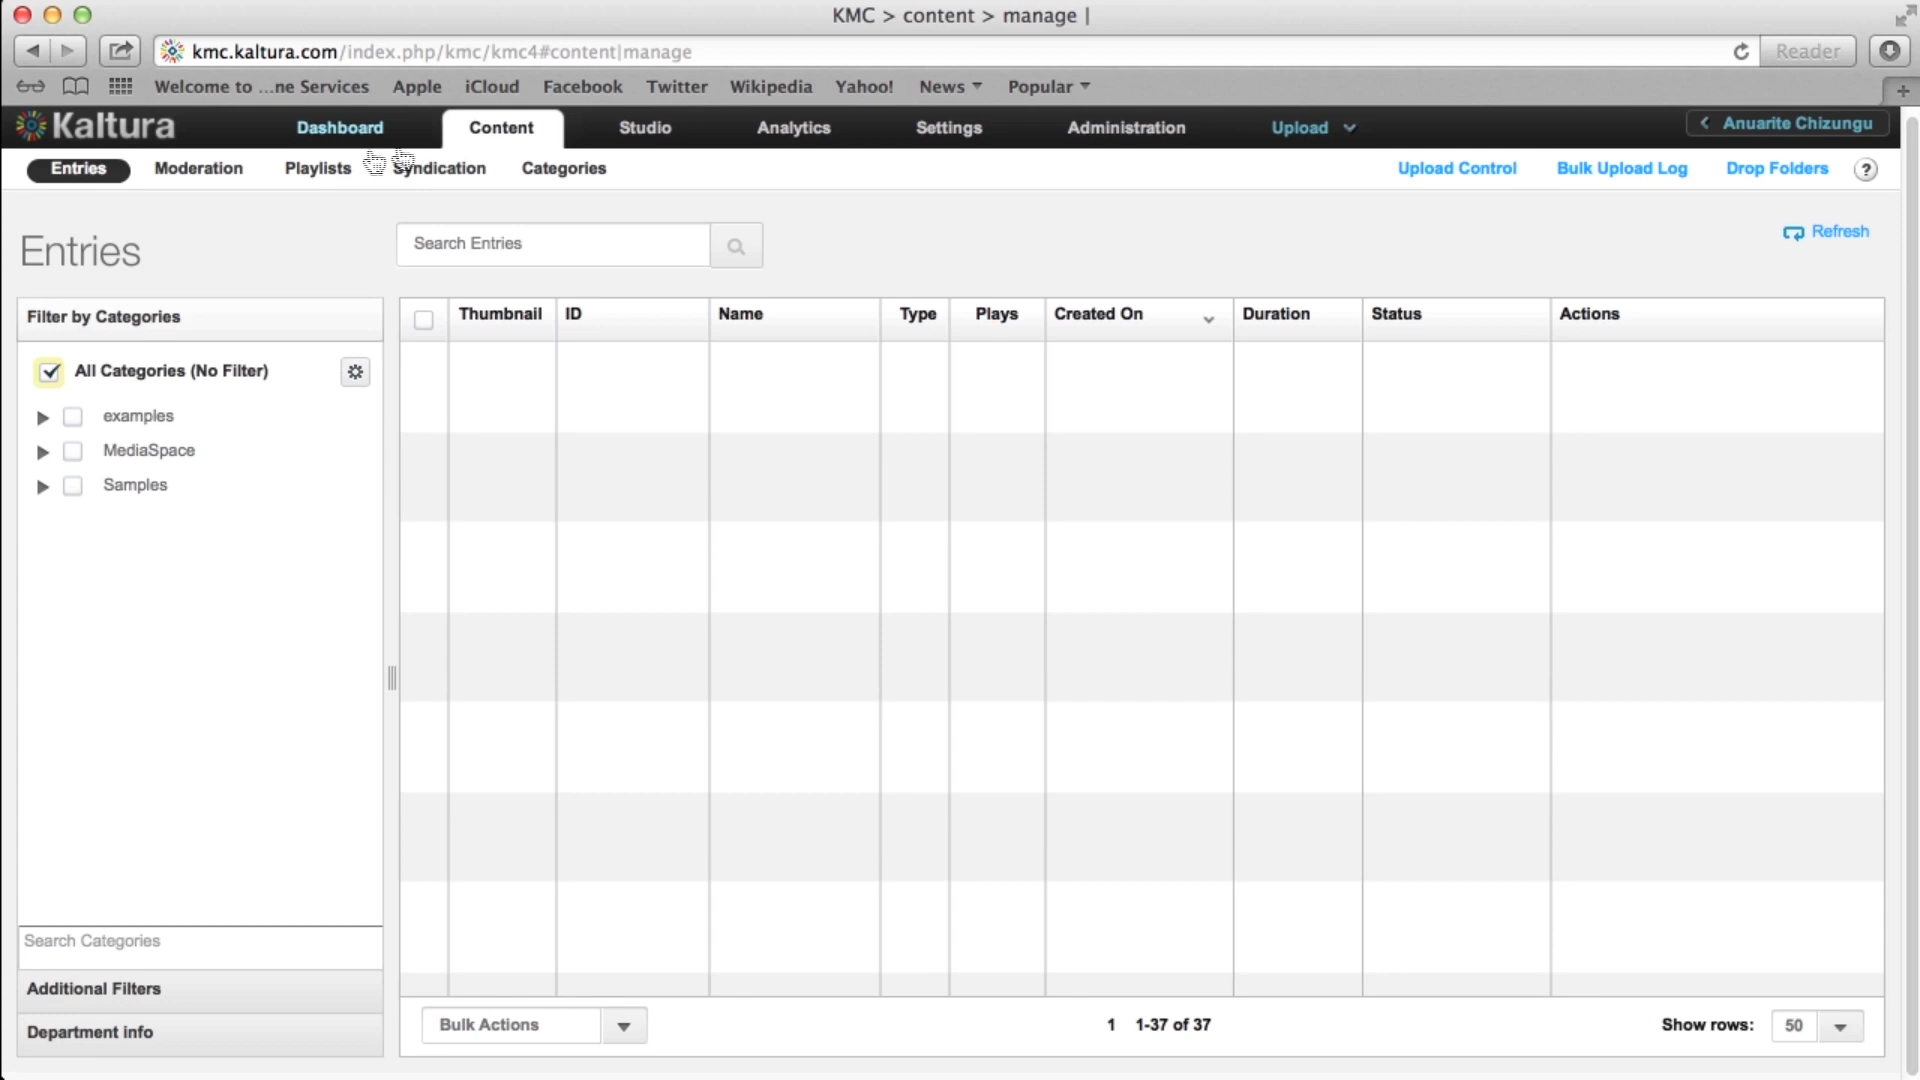 KMC > content > manage |
kmc.kaltura.com/index.php/kmc/kmc4#content|manage
Reader
Welcome to ...ne Services Apple iCloud Facebook Twitter Wikipedia Yahoo! News Popular
Kaltura Dashboard Content Studio Analytics Settings Administration Upload Anuarite Chizungu
Entries Moderation Playlists Syndication Categories Upload Control Bulk Upload Log Drop Folders ?
Entries
Search Entries
Refresh
Filter by Categories
Thumbnail ID Name Type Plays Created On Duration Status Actions
All Categories (No Filter)
examples
MediaSpace
Samples
Search Categories
Additional Filters
Department info
Bulk Actions 1 1-37 of 37 Show rows: 50